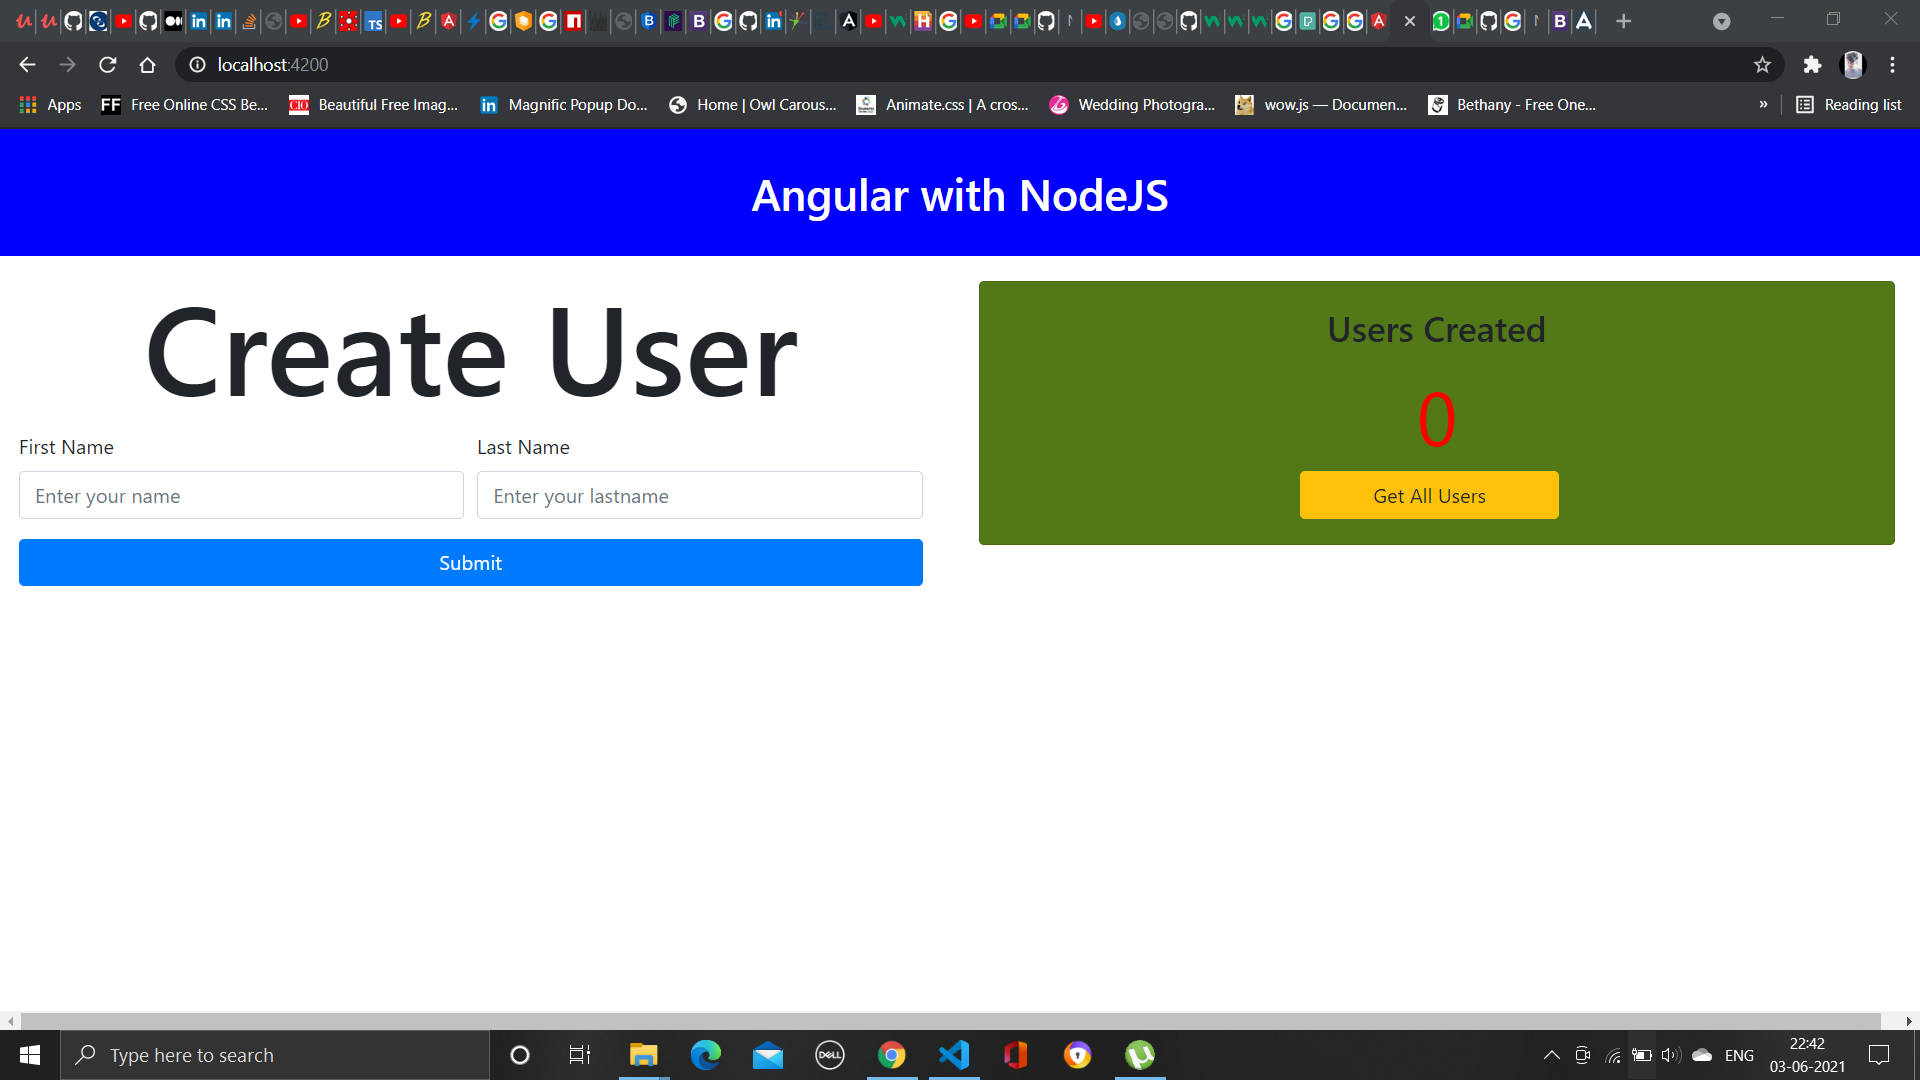 localhost:4200
Apps
Free Online CSS Be...
Beautiful Free Imag...
Magnific Popup Do...
Home | Owl Carous...
Animate.css | A cros...
Wedding Photogra...
wow.js — Documen...
Bethany - Free One...
»
Reading list
Angular with NodeJS
Create User
First Name
Last Name
Enter your name
Enter your lastname
Submit
Users Created
0
Get All Users
Type here to search
DELL
ENG
22:42
03-06-2021